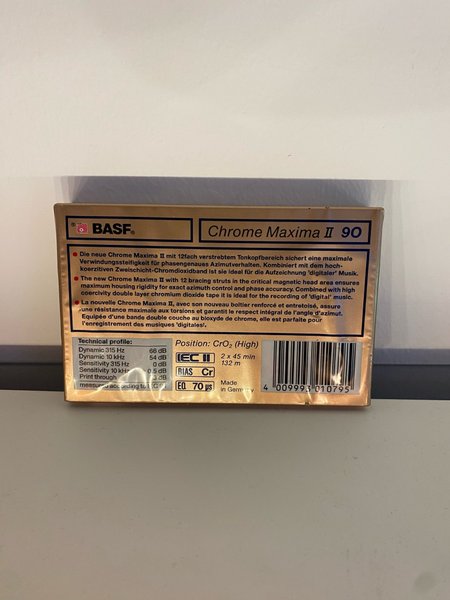 BASF®
Chrome Maxima II 90
Die neue Chrome Maxima II mit 12fach verstrebtem Tonkopfbereich sichert eine maximale
Verwindungssteifigkeit für phasengenaues Azimutverhalten. Kombiniert mit dem hoch-
koerzitiven Zweischicht-Chromdioxidband ist sie ideal für die Aufzeichnung 'digitaler' Musik.
The new Chrome Maxima II with 12 bracing struts in the critical magnetic head area ensures
maximum housing rigidity for exact azimuth control and phase accuracy. Combined with high
coercivity double layer chromium dioxide tape it is ideal for the recording of 'digital' music.
La nouvelle Chrome Maxima II, avec son nouveau boîtier renforcé et entretoisé, assure
une résistance maximale aux torsions et garantit le respect intégral de l'angle d'azimut.
Equipée d'une bande double couche au bioxyde de chrome, elle est parfaite pour
l'enregistrement des musiques 'digitales'.
Technical profile:
Dynamic 315 Hz 68 dB
Dynamic 10 kHz 54 dB
Sensitivity 315 Hz 0 dB
Sensitivity 10 kHz 0.5 dB
Print through dB
measured according to
Position: CrO₂ (High)
IEC II
2 x 45 min
132 m
BIAS Cr
EQ 70 µs
Made
in Germany
4 009993 010795